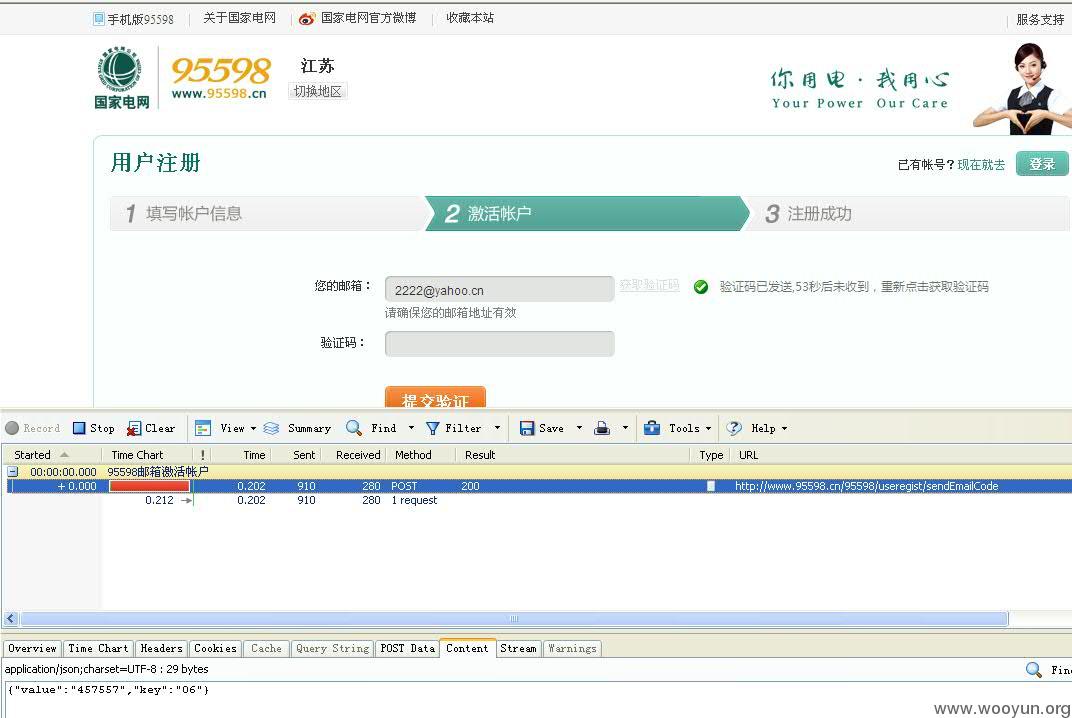 手机版95598 关于国家电网 国家电网官方微博 收藏本站 服务支持
国家电网 95598 www.95598.cn 江苏 切换地区
你用电·我用心
Your Power Our Care
用户注册 已有帐号?现在就去 登录
1 填写帐户信息 2 激活帐户 3 注册成功
您的邮箱: 2222@yahoo.cn 获取验证码 验证码已发送,53秒后未收到,重新点击获取验证码
请确保您的邮箱地址有效
验证码:
提交验证
Record Stop Clear View Summary Find Filter Save Tools Help
Started Time Chart ! Time Sent Received Method Result Type URL
00:00:00.000 95598邮箱激活帐户
+ 0.000 0.202 910 280 POST 200 http://www.95598.cn/95598/useregist/sendEmailCode
0.212 0.202 910 280 1 request
Overview Time Chart Headers Cookies Cache Query String POST Data Content Stream Warnings
application/json;charset=UTF-8 : 29 bytes Fin
{"value":"457557","key":"06"}
www.wooyun.org